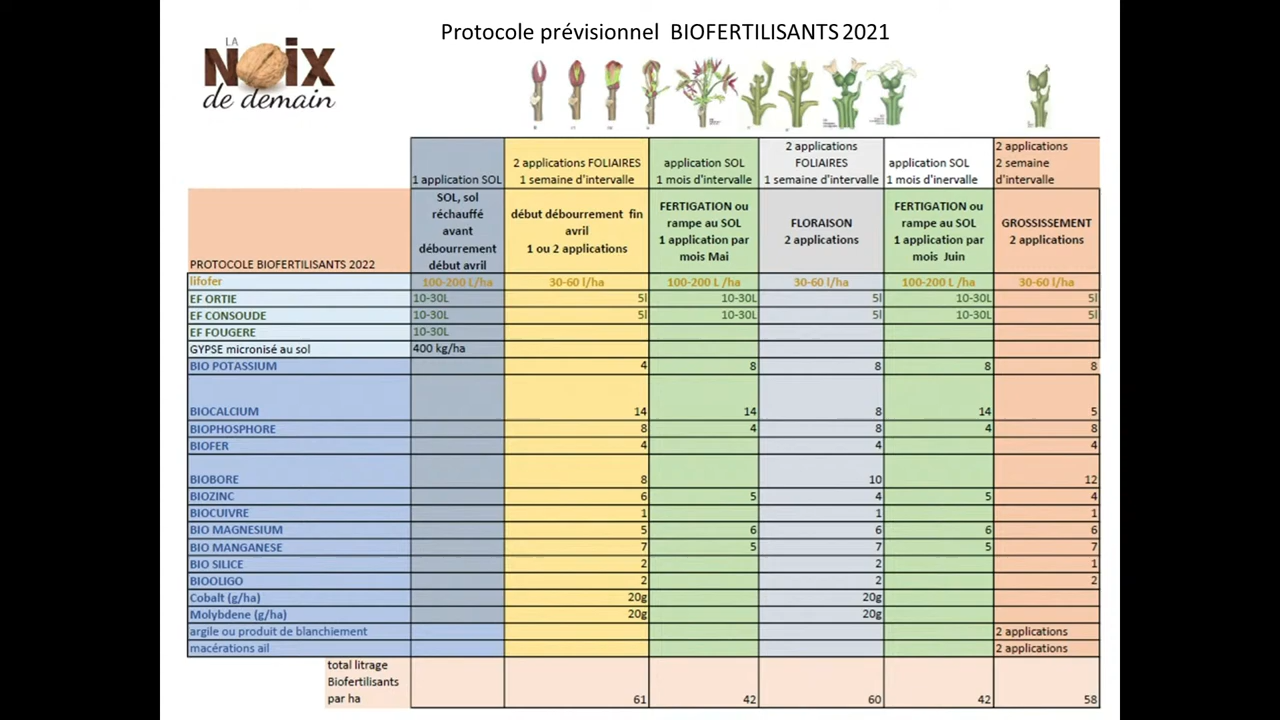 Protocole prévisionnel BIOFERTILISANTS 2021
LA
NOIX
de demain
1 application SOL
2 applications FOLIAIRES
1 semaine d'intervalle
application SOL
1 mois d'intervalle
2 applications
FOLIAIRES
1 semaine d'intervalle
application SOL
1 mois d'inervalle
2 applications
2 semaine
d'intervalle
PROTOCOLE BIOFERTILISANTS 2022
SOL, sol
réchauffé
avant
débourrement
début avril
début débourrement fin
avril
1 ou 2 applications
FERTIGATION ou
rampe au SOL
1 application par
mois Mai
FLORAISON
2 applications
FERTIGATION ou
rampe au SOL
1 application par
mois Juin
GROSSISSEMENT
2 applications
lifofer 100-200 L/ha 30-60 l/ha 100-200 L /ha 30-60 l/ha 100-200 L /ha 30-60 l/ha
EF ORTIE 10-30L 5l 10-30L 5l 10-30L 5l
EF CONSOUDE 10-30L 5l 10-30L 5l 10-30L 5l
EF FOUGERE 10-30L
GYPSE micronisé au sol 400 kg/ha
BIO POTASSIUM 4 8 8 8 8
BIOCALCIUM 14 14 8 14 5
BIOPHOSPHORE 8 4 8 4 8
BIOFER 4 4 4
BIOBORE 8 10 12
BIOZINC 6 5 4 5 4
BIOCUIVRE 1 1 1
BIO MAGNESIUM 5 6 6 6 6
BIO MANGANESE 7 5 7 5 7
BIO SILICE 2 2 1
BIOOLIGO 2 2 2
Cobalt (g/ha) 20g 20g
Molybdene (g/ha) 20g 20g
argile ou produit de blanchiement 2 applications
macérations ail 2 applications
total litrage
Biofertilisants
par ha 61 42 60 42 58